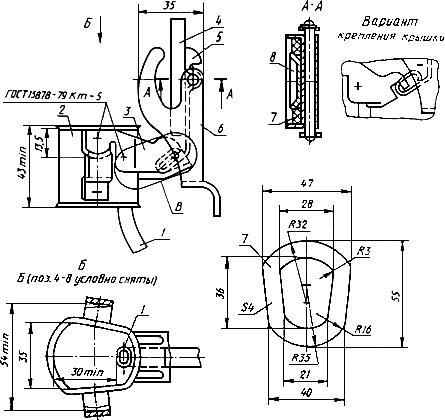 Б
35
4
5
А
А
ГОСТ 15878-79 Кт-5
2
3
6
13,5
43 min
В
1
А-А
8
7
Вариант
крепления крышки
Б
Б (поз. 4-8 условно сняты)
1
54 min
35
30 min
47
28
R32
R3
7
36
S4
55
R16
R35
21
40